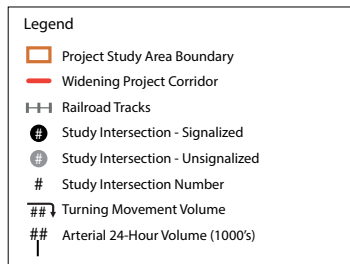 Legend
Project Study Area Boundary
Widening Project Corridor
Railroad Tracks
# Study Intersection - Signalized
# Study Intersection - Unsignalized
# Study Intersection Number
## Turning Movement Volume
## Arterial 24-Hour Volume (1000's)